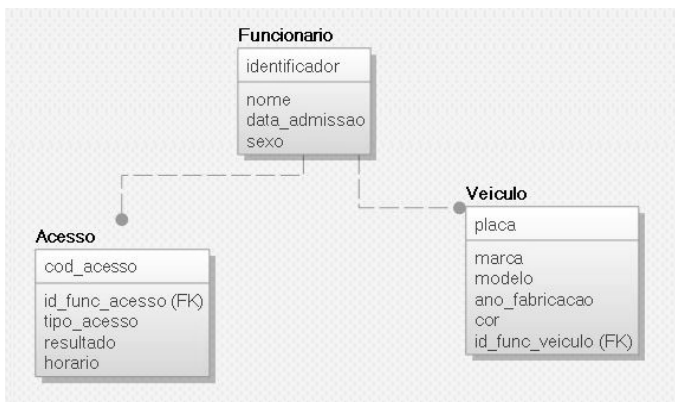 Funcionario
identificador
nome
data_admissao
sexo
Acesso
cod_acesso
id_func_acesso (FK)
tipo_acesso
resultado
horario
Veiculo
placa
marca
modelo
ano_fabricacao
cor
id_func_veiculo (FK)